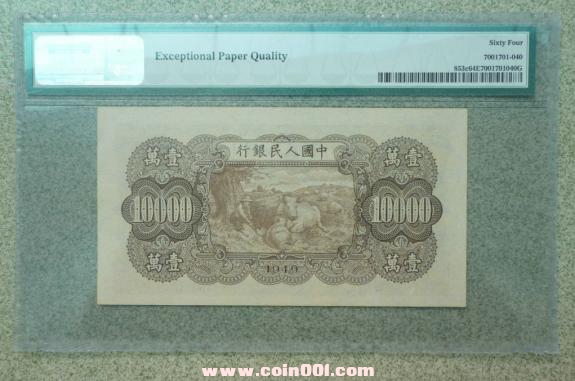 Sixty Four
Exceptional Paper Quality
7001701-040
853c64E7001701040G
行銀民人國中
萬壹 萬壹
10000 10000
萬壹 萬壹
1949
www.coin001.com